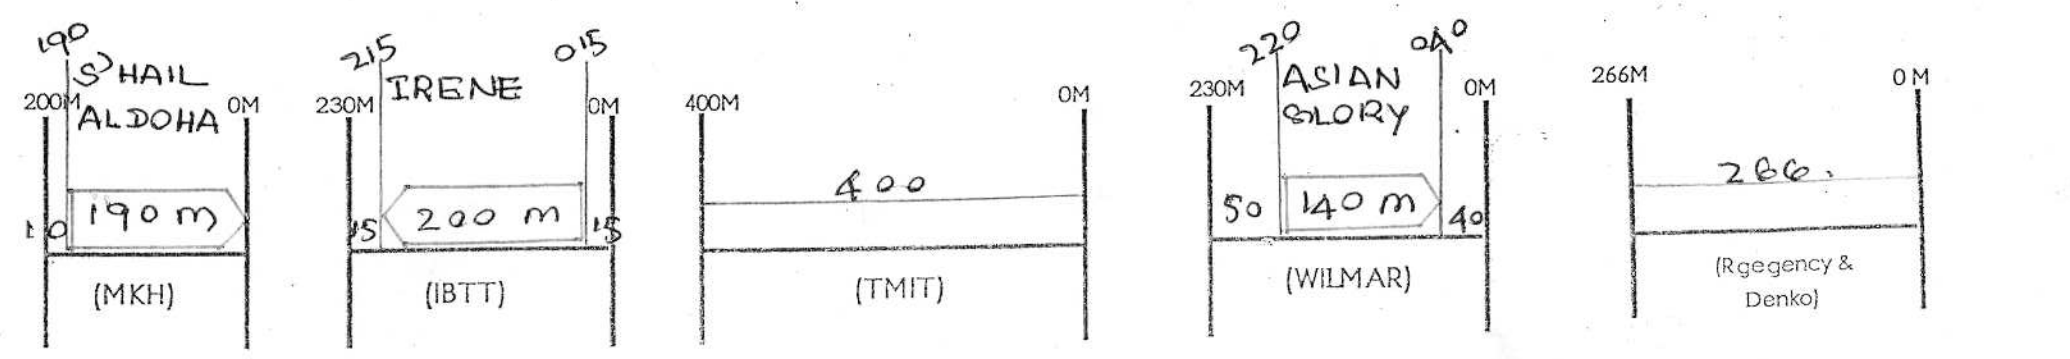 190
S'HAIL
ALDOHA
200M
0M
10
190 m
(MKH)
215
015
IRENE
230M
0M
15
200 m
15
(IBTT)
400M
0M
400
(TMIT)
220
040
ASIAN
GLORY
230M
0M
50
140 m
40
(WILMAR)
266M
0 M
266.
(Rgegency &
Denko)